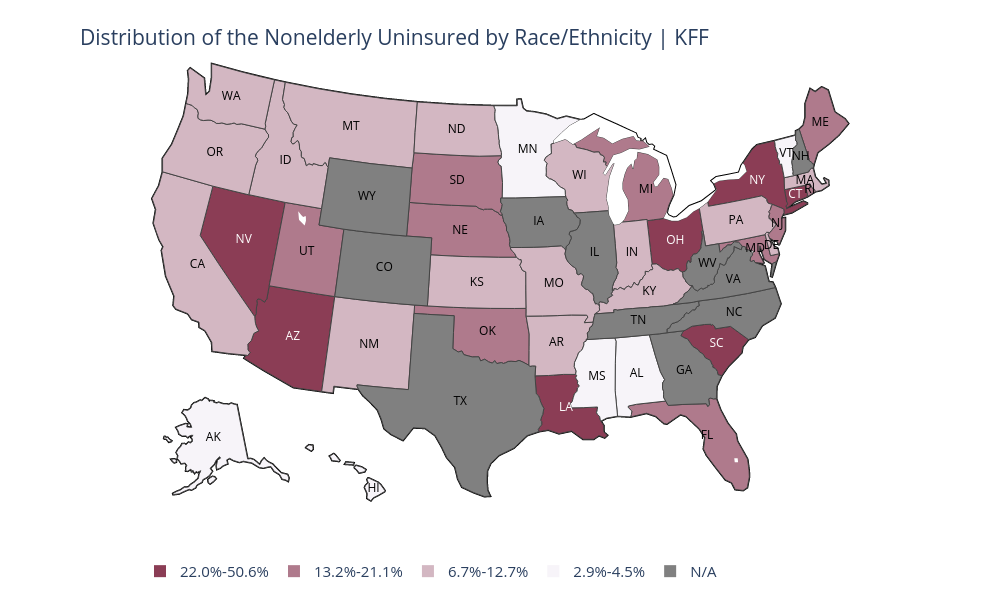 Distribution of the Nonelderly Uninsured by Race/Ethnicity | KFF
WA
ME
MT
ND
MN
OR
VT
NH
ID
WI
SD
NY
MA
MI
RI
CT
WY
IA
PA
NJ
NE
NV
OH
DE
MD
UT
IL
IN
WV
CA
CO
VA
KS
MO
KY
NC
TN
OK
AZ
NM
AR
SC
GA
MS
AL
TX
LA
AK
FL
HI
22.0%-50.6% 13.2%-21.1% 6.7%-12.7% 2.9%-4.5% N/A